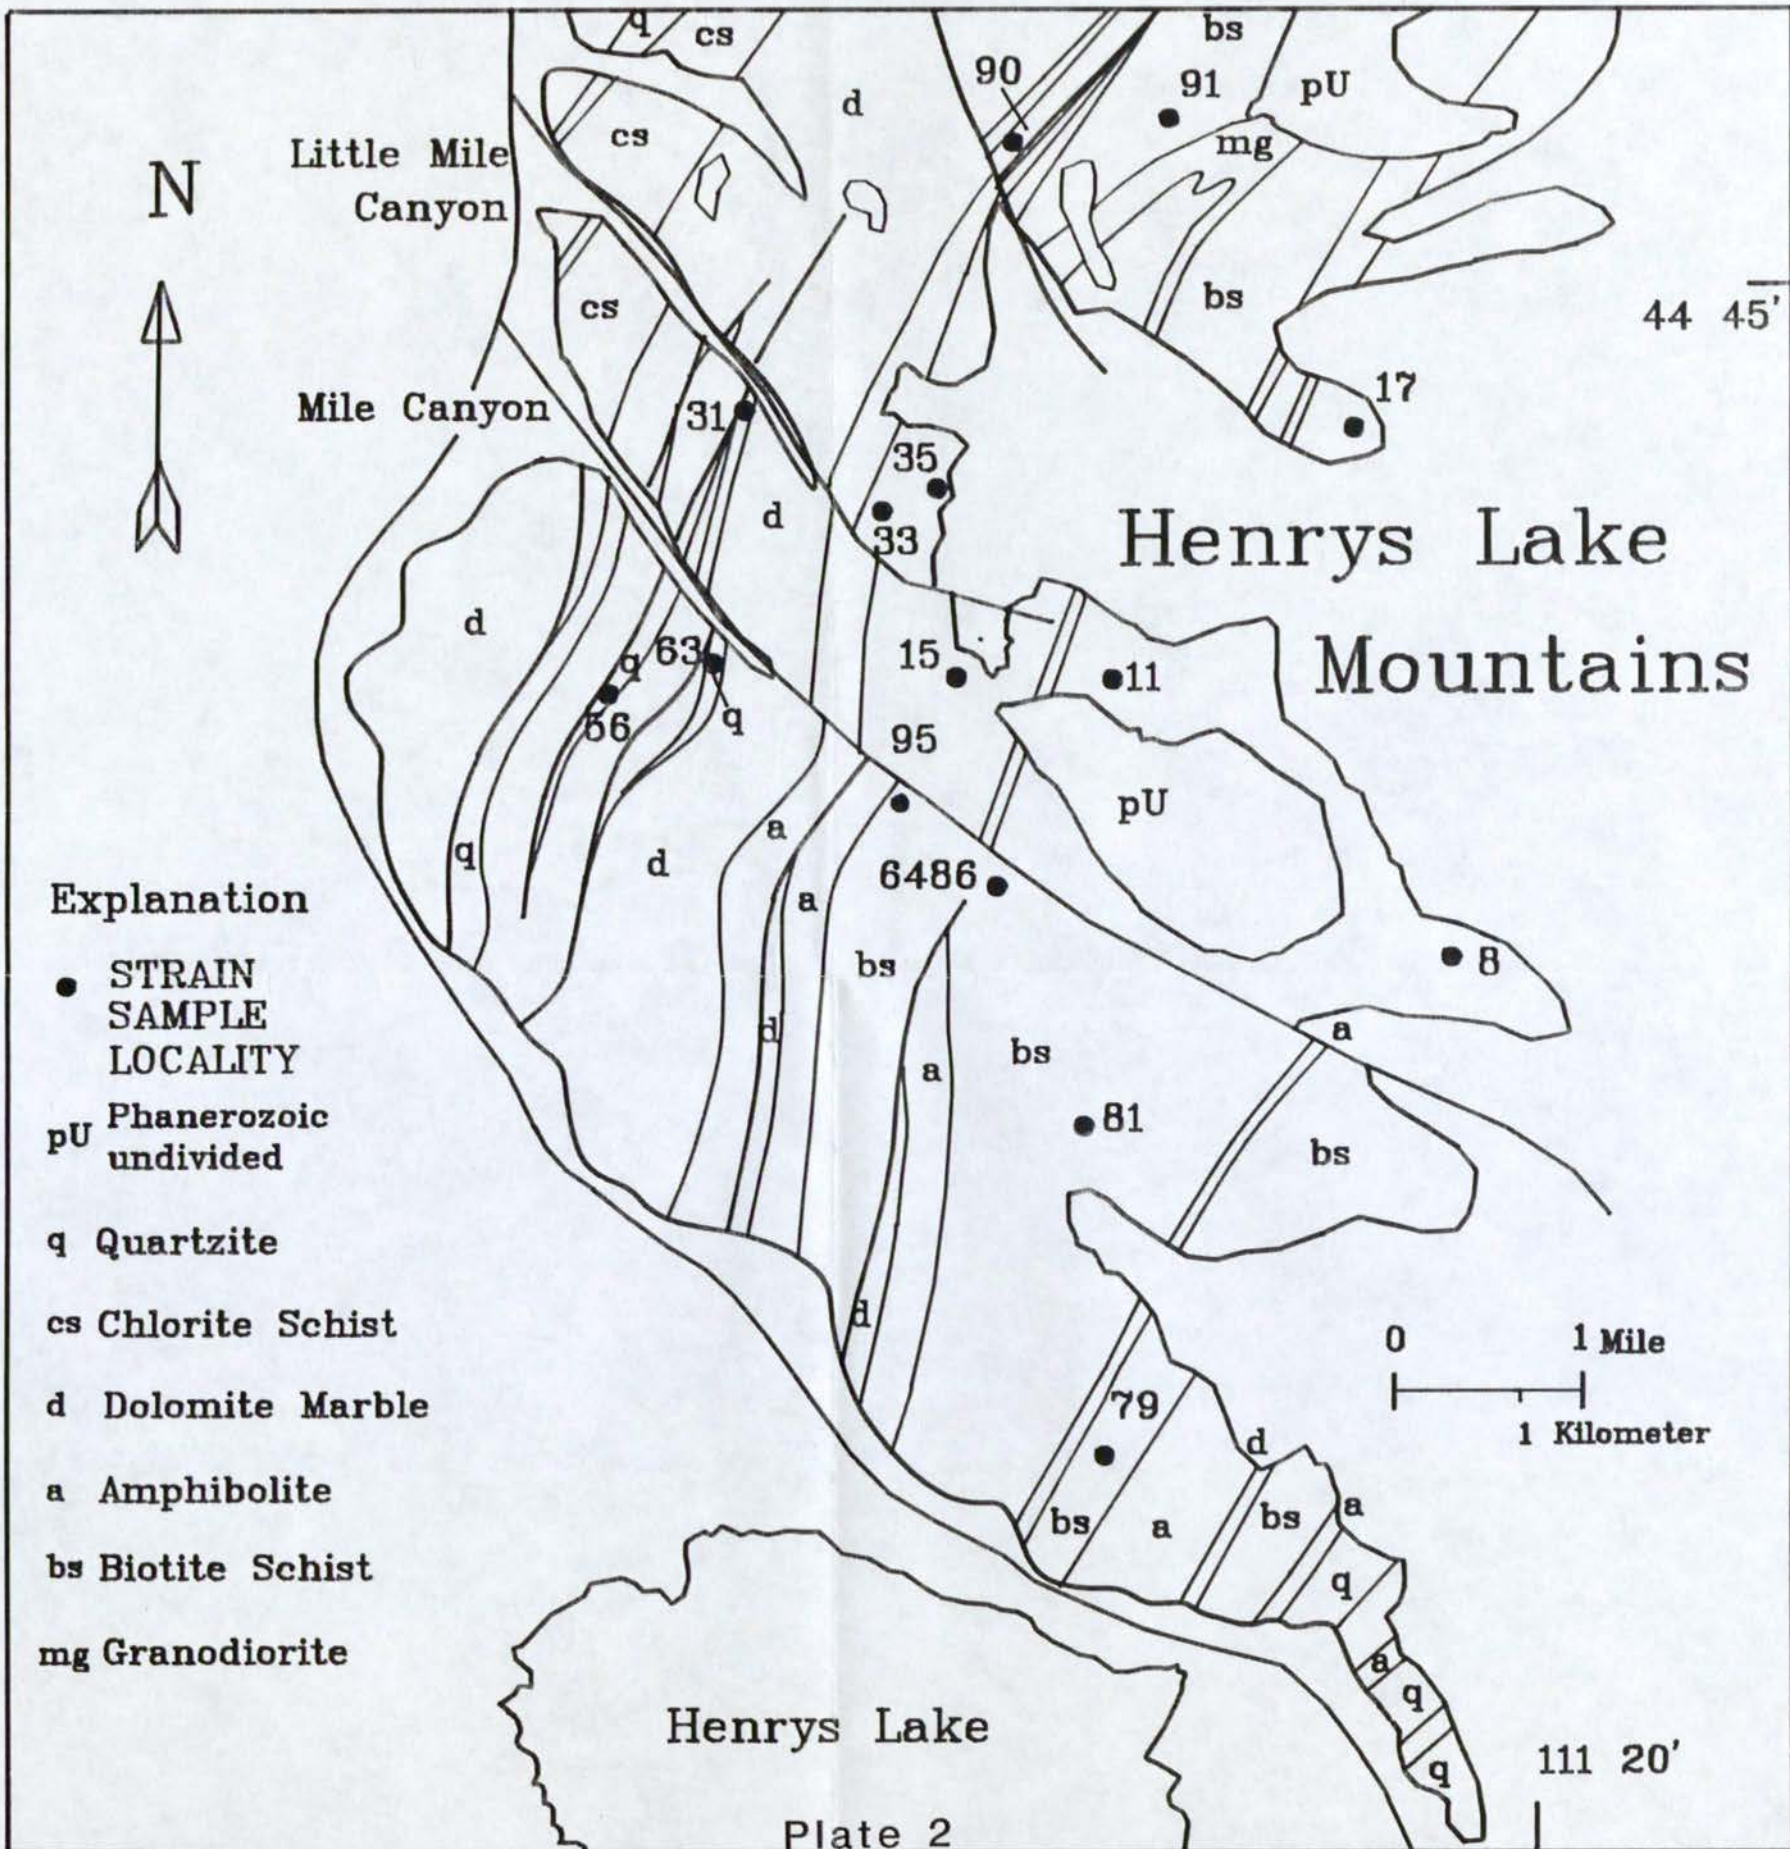 q
cs
bs
90
91
pU
d
Little Mile
Canyon
cs
mg
N
cs
bs
44 45'
Mile Canyon
31
17
35
d
33
Henrys Lake
d
q
63
15
11
Mountains
56
q
95
pU
a
q
d
6486
a
Explanation
bs
8
STRAIN
SAMPLE
LOCALITY
d
a
bs
a
81
pU Phanerozoic
undivided
bs
q Quartzite
cs Chlorite Schist
d
0 1 Mile
1 Kilometer
d Dolomite Marble
79
d
a Amphibolite
bs
a
bs
a
bs Biotite Schist
q
mg Granodiorite
a
q
Henrys Lake
q
111 20'
Plate 2